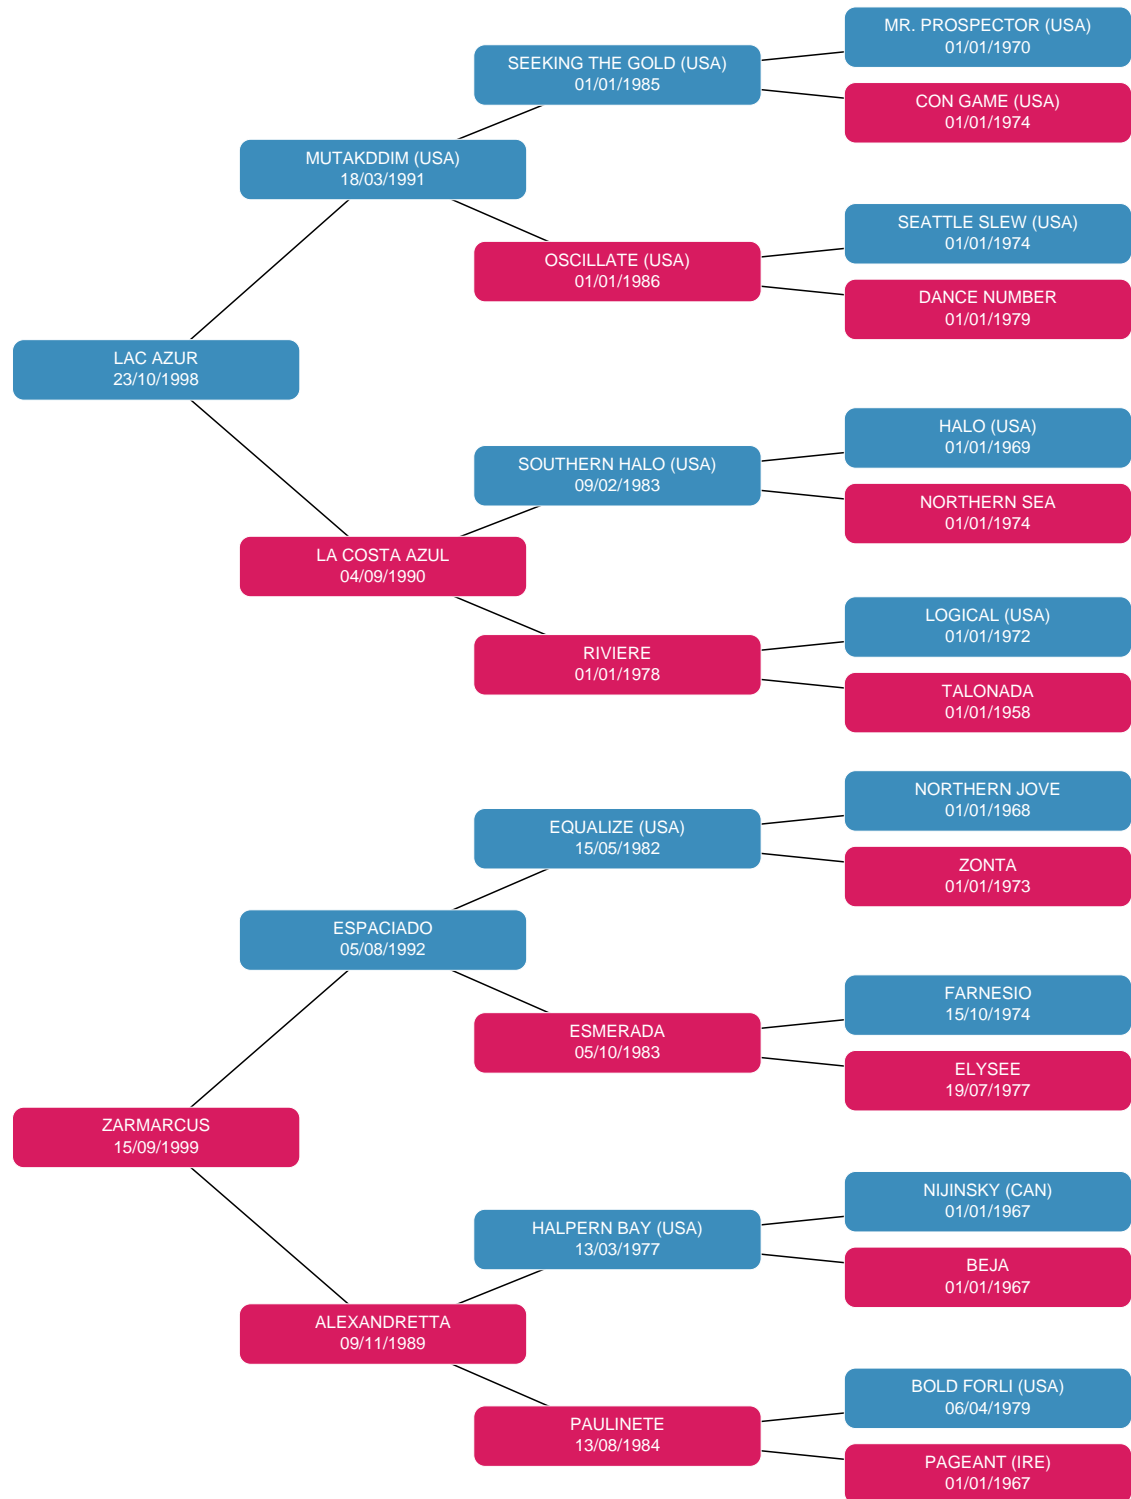 MR. PROSPECTOR (USA)
01/01/1970
SEEKING THE GOLD (USA)
01/01/1985
CON GAME (USA)
01/01/1974
MUTAKDDIM (USA)
18/03/1991
SEATTLE SLEW (USA)
01/01/1974
OSCILLATE (USA)
01/01/1986
DANCE NUMBER
01/01/1979
LAC AZUR
23/10/1998
HALO (USA)
01/01/1969
SOUTHERN HALO (USA)
09/02/1983
NORTHERN SEA
01/01/1974
LA COSTA AZUL
04/09/1990
LOGICAL (USA)
01/01/1972
RIVIERE
01/01/1978
TALONADA
01/01/1958
NORTHERN JOVE
01/01/1968
EQUALIZE (USA)
15/05/1982
ZONTA
01/01/1973
ESPACIADO
05/08/1992
FARNESIO
15/10/1974
ESMERADA
05/10/1983
ELYSEE
19/07/1977
ZARMARCUS
15/09/1999
NIJINSKY (CAN)
01/01/1967
HALPERN BAY (USA)
13/03/1977
BEJA
01/01/1967
ALEXANDRETTA
09/11/1989
BOLD FORLI (USA)
06/04/1979
PAULINETE
13/08/1984
PAGEANT (IRE)
01/01/1967